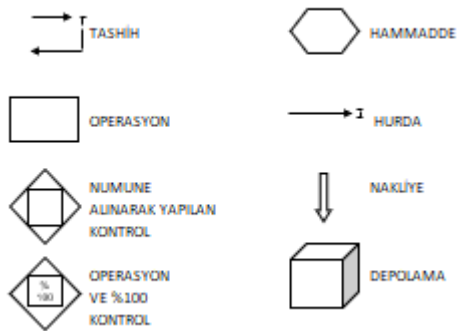 T
TASHİH
HAMMADDE
OPERASYON
I HURDA
NUMUNE
ALINARAK YAPILAN
KONTROL
NAKLİYE
%
100
OPERASYON
VE %100
KONTROL
DEPOLAMA